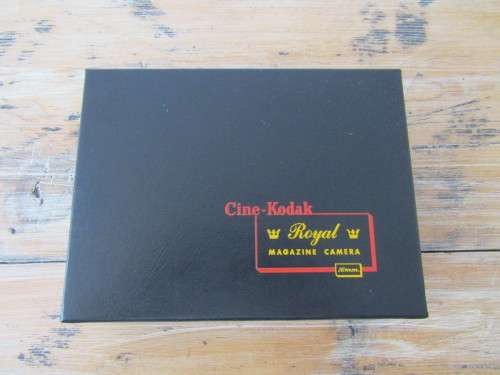 Cine-Kodak
Royal
MAGAZINE CAMERA
16mm.